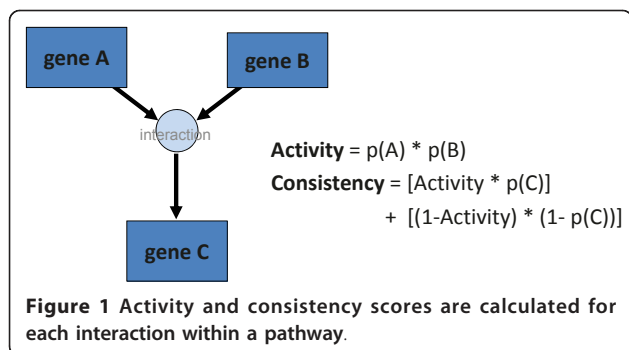 gene A
gene B
interaction
gene C
Activity = p(A) * p(B)
Consistency = [Activity * p(C)]
+ [(1-Activity) * (1- p(C))]
Figure 1 Activity and consistency scores are calculated for
each interaction within a pathway.